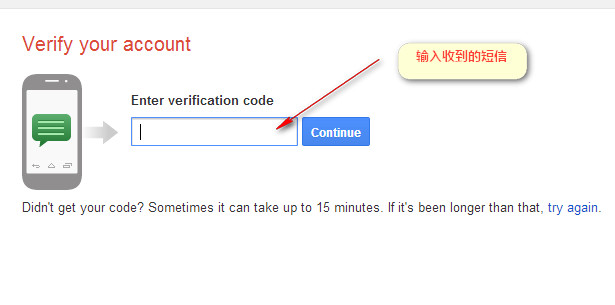 Verify your account
输入收到的短信
Enter verification code
Continue
Didn't get your code? Sometimes it can take up to 15 minutes. If it's been longer than that, try again.